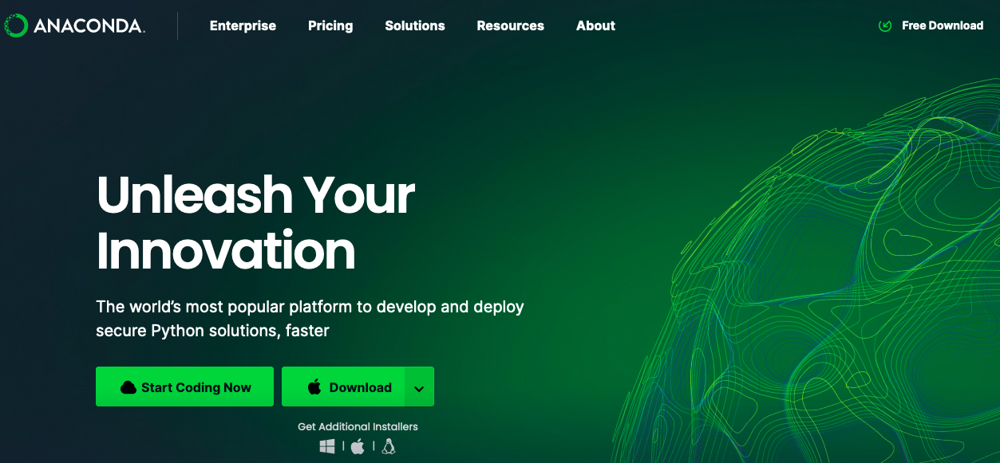 ANACONDA.
Enterprise
Pricing
Solutions
Resources
About
Free Download
Unleash Your
Innovation
The world’s most popular platform to develop and deploy
secure Python solutions, faster
Start Coding Now
Download
Get Additional Installers